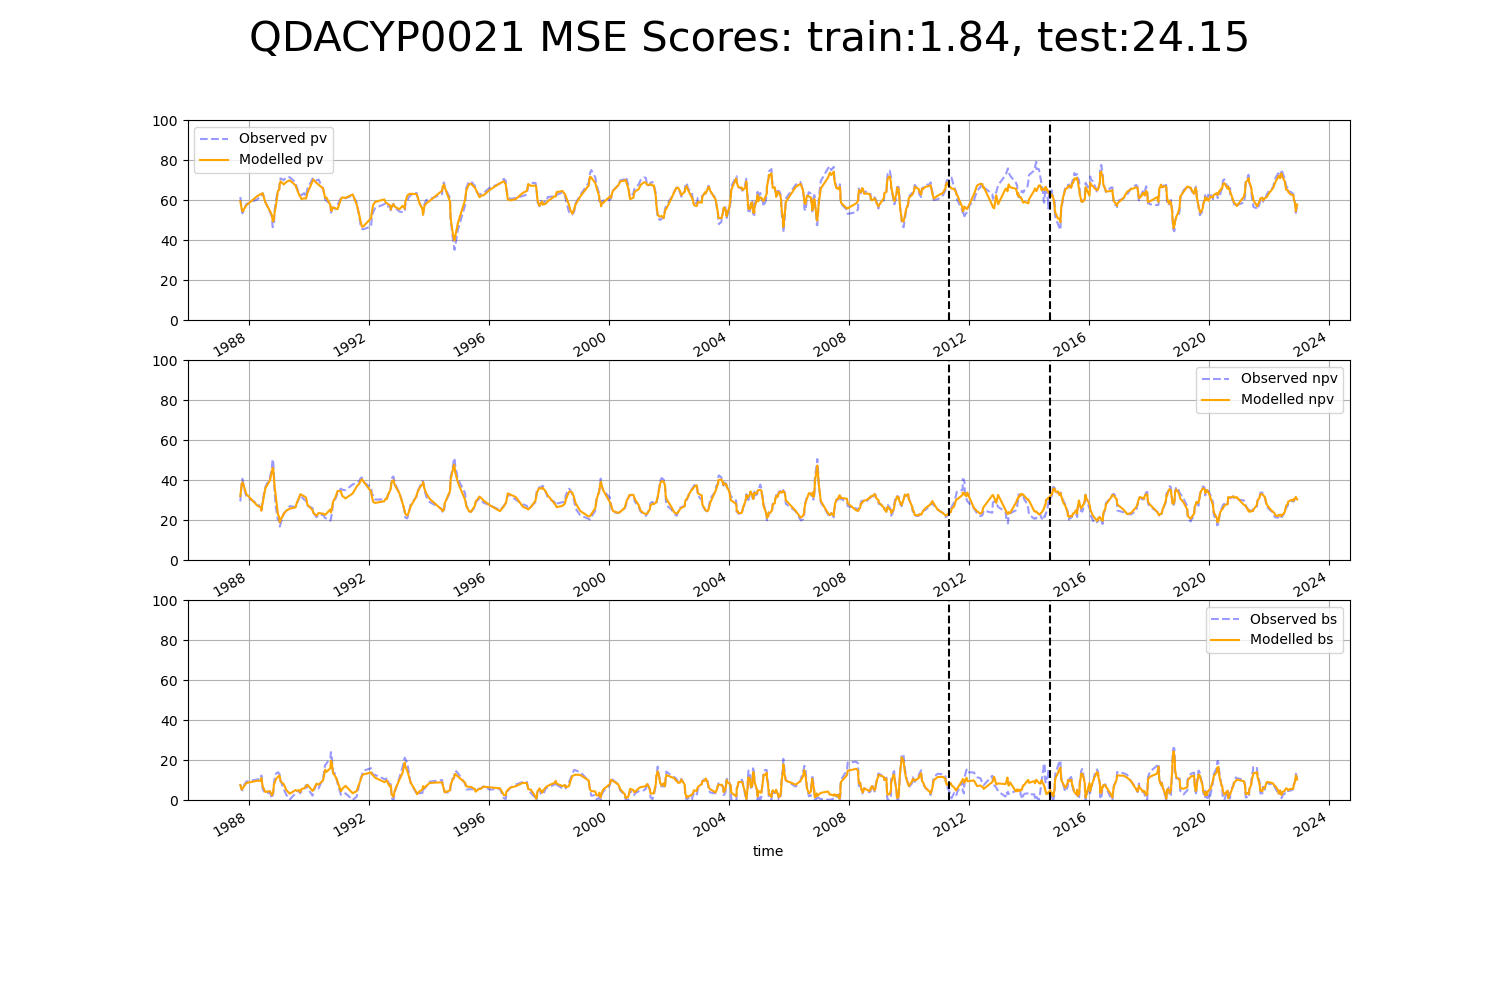 QDACYP0021 MSE Scores: train:1.84, test:24.15
100
80
60
40
20
0
Observed pv
Modelled pv
1988 1992 1996 2000 2004 2008 2012 2016 2020 2024
100
80
60
40
20
0
Observed npv
Modelled npv
1988 1992 1996 2000 2004 2008 2012 2016 2020 2024
100
80
60
40
20
0
Observed bs
Modelled bs
1988 1992 1996 2000 2004 2008 2012 2016 2020 2024
time